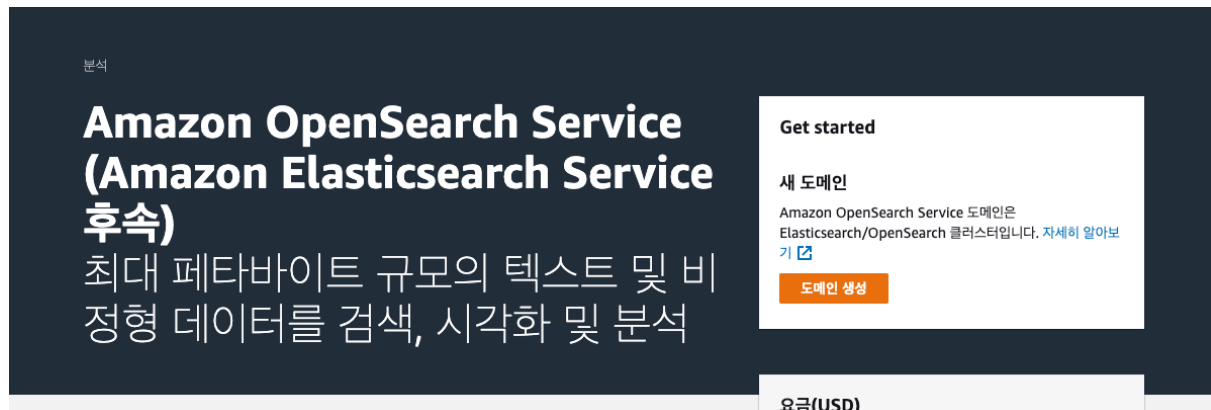 분석
Amazon OpenSearch Service
(Amazon Elasticsearch Service
후속)
최대 페타바이트 규모의 텍스트 및 비
정형 데이터를 검색, 시각화 및 분석
Get started
새 도메인
Amazon OpenSearch Service 도메인은
Elasticsearch/OpenSearch 클러스터입니다. 자세히 알아보
기
도메인 생성
요금(USD)